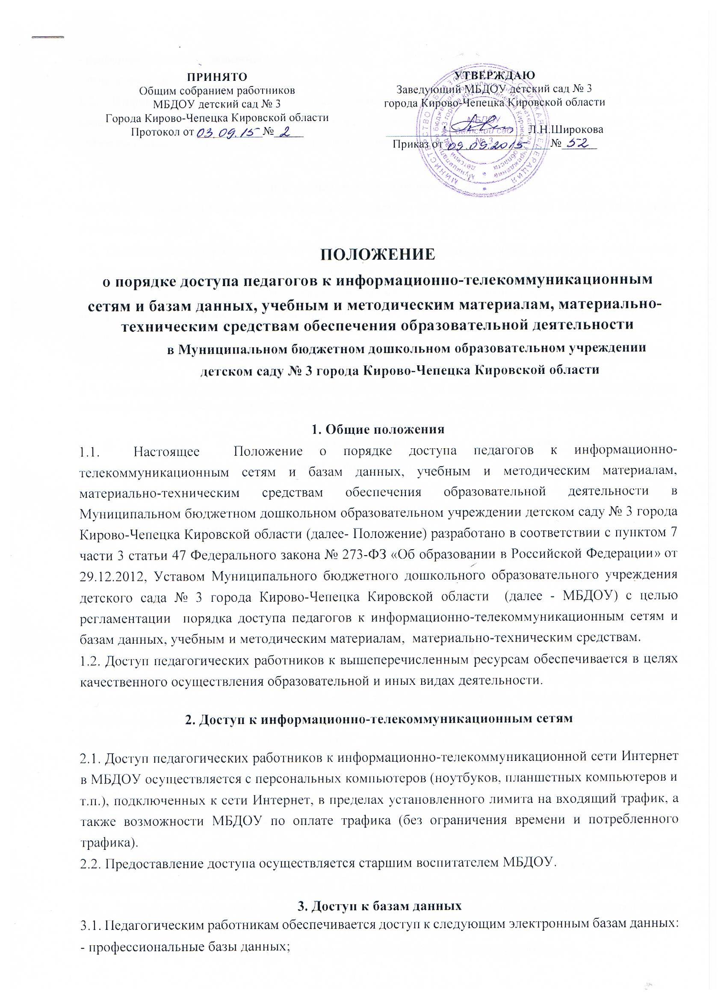 ПРИНЯТО
Общим собранием работников
МБДОУ детский сад № 3
Города Кирово-Чепецка Кировской области
Протокол от 03.09.15 № 2
УТВЕРЖДАЮ
Заведующий МБДОУ детский сад № 3
города Кирово-Чепецка Кировской области
Л.Н.Широкова
Приказ от 09.09.2015 № 52
МБДОУ
детский сад
№ 3
ПОЛОЖЕНИЕ
о порядке доступа педагогов к информационно-телекоммуникационным
сетям и базам данных, учебным и методическим материалам, материально-
техническим средствам обеспечения образовательной деятельности
в Муниципальном бюджетном дошкольном образовательном учреждении
детском саду № 3 города Кирово-Чепецка Кировской области
1. Общие положения
1.1. Настоящее Положение о порядке доступа педагогов к информационно-
телекоммуникационным сетям и базам данных, учебным и методическим материалам,
материально-техническим средствам обеспечения образовательной деятельности в
Муниципальном бюджетном дошкольном образовательном учреждении детском саду № 3 города
Кирово-Чепецка Кировской области (далее- Положение) разработано в соответствии с пунктом 7
части 3 статьи 47 Федерального закона № 273-ФЗ «Об образовании в Российской Федерации» от
29.12.2012, Уставом Муниципального бюджетного дошкольного образовательного учреждения
детского сада № 3 города Кирово-Чепецка Кировской области (далее - МБДОУ) с целью
регламентации порядка доступа педагогов к информационно-телекоммуникационным сетям и
базам данных, учебным и методическим материалам, материально-техническим средствам.
1.2. Доступ педагогических работников к вышеперечисленным ресурсам обеспечивается в целях
качественного осуществления образовательной и иных видах деятельности.
2. Доступ к информационно-телекоммуникационным сетям
2.1. Доступ педагогических работников к информационно-телекоммуникационной сети Интернет
в МБДОУ осуществляется с персональных компьютеров (ноутбуков, планшетных компьютеров и
т.п.), подключенных к сети Интернет, в пределах установленного лимита на входящий трафик, а
также возможности МБДОУ по оплате трафика (без ограничения времени и потребленного
трафика).
2.2. Предоставление доступа осуществляется старшим воспитателем МБДОУ.
3. Доступ к базам данных
3.1. Педагогическим работникам обеспечивается доступ к следующим электронным базам данных:
- профессиональные базы данных;